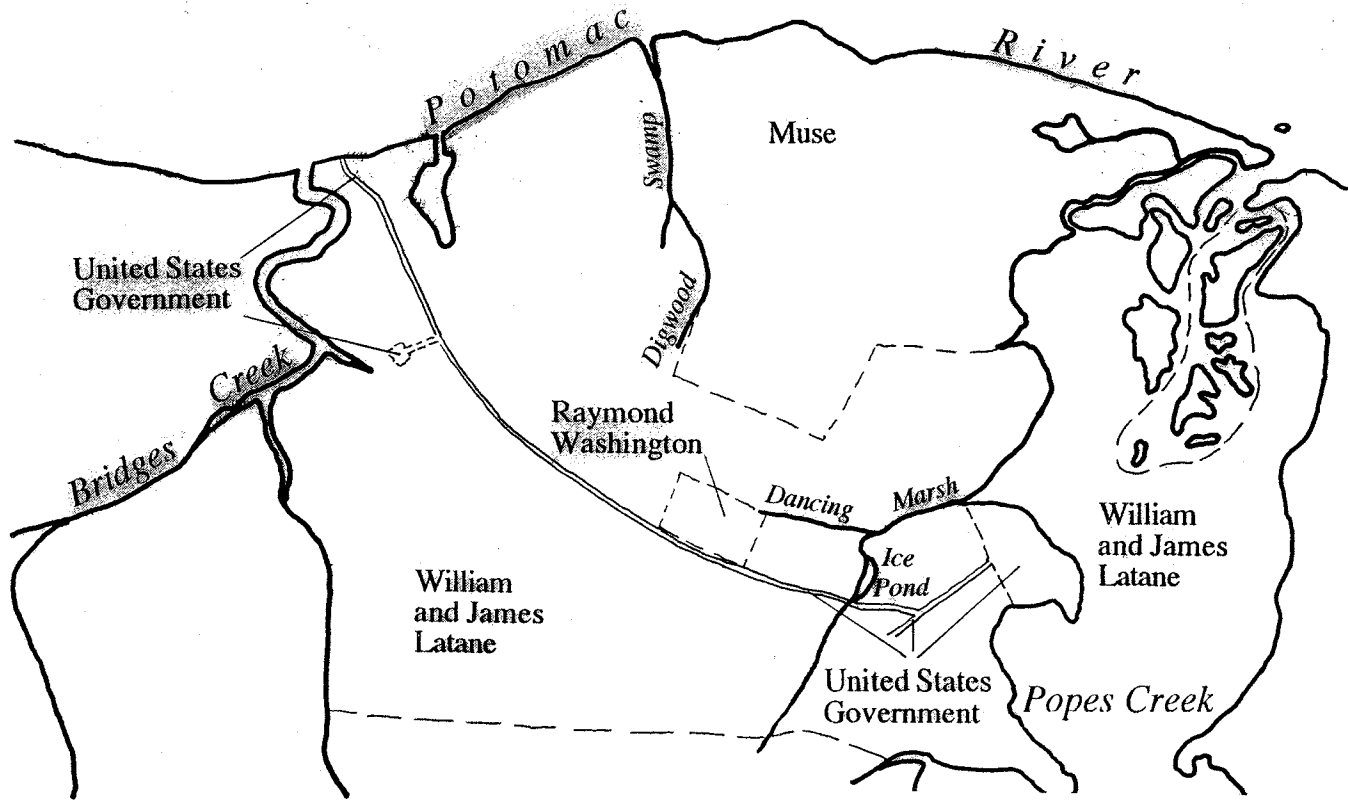 Potomac
River
Swamp
Muse
United States
Government
Digwood
Bridges Creek
Raymond
Washington
Dancing
Marsh
William
and James
Latane
Ice
Pond
William
and James
Latane
United States
Government
Popes Creek